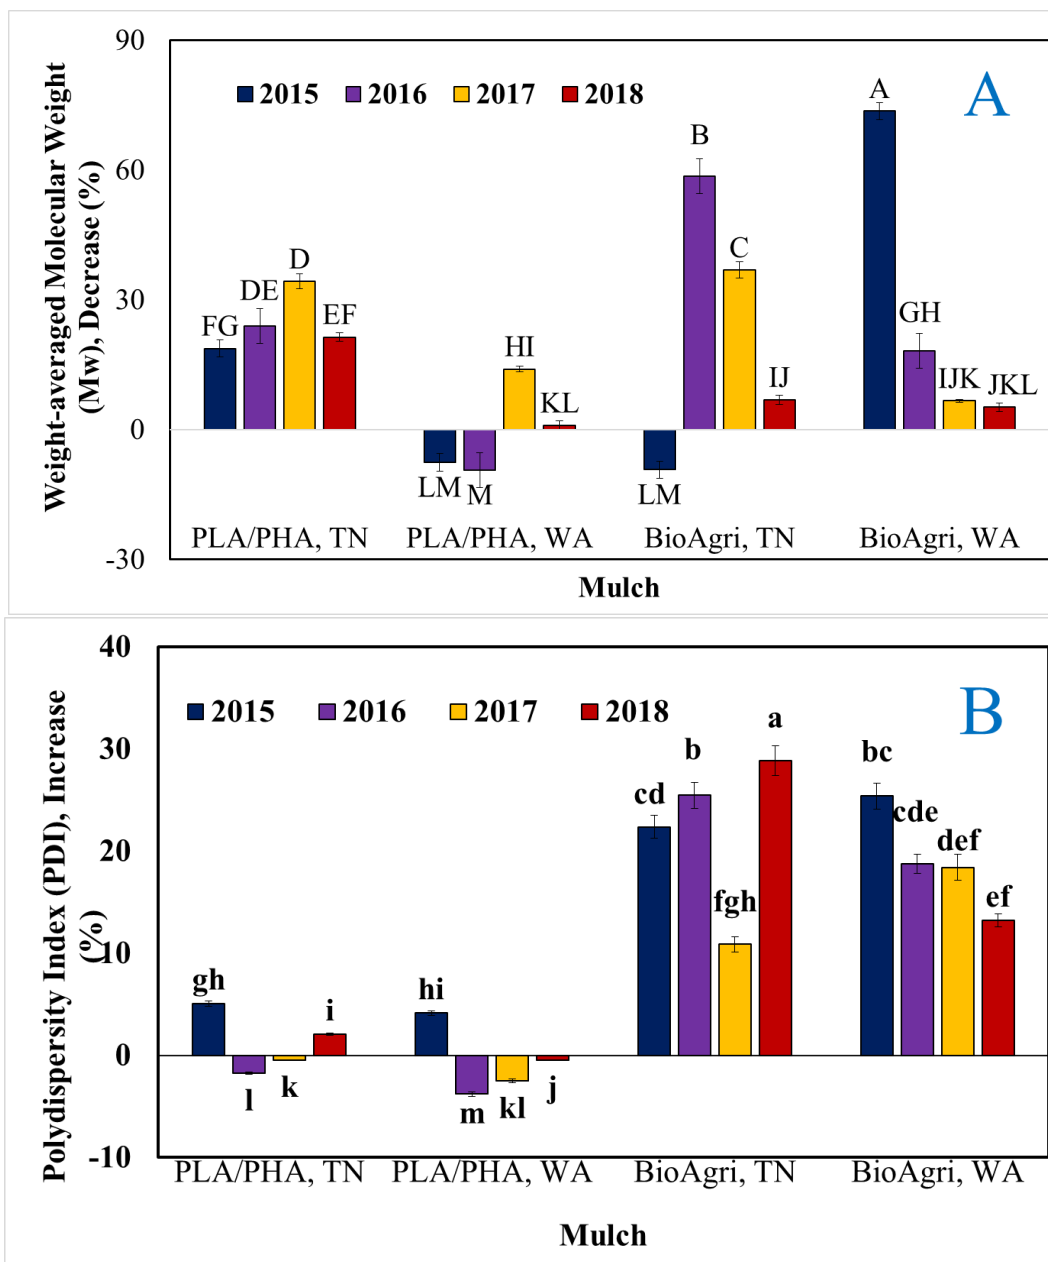 90
60
30
0
-30
Weight-averaged Molecular Weight
(Mw), Decrease (%)
2015 2016 2017 2018
A
FG DE D EF
LM M HI KL
LM B C IJ
A GH IJK JKL
PLA/PHA, TN PLA/PHA, WA BioAgri, TN BioAgri, WA
Mulch
40
30
20
10
0
-10
Polydispersity Index (PDI), Increase
(%)
2015 2016 2017 2018
B
gh l k i
hi m kl j
cd b fgh a
bc cde def ef
PLA/PHA, TN PLA/PHA, WA BioAgri, TN BioAgri, WA
Mulch